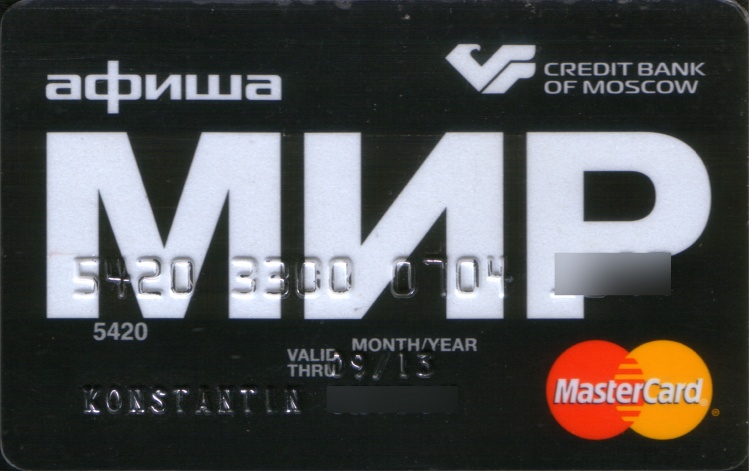 афиша
CREDIT BANK
OF MOSCOW
МИР
5420 3300 0704
5420
MONTH/YEAR
VALID
THRU
09/13
KONSTANTIN
MasterCard